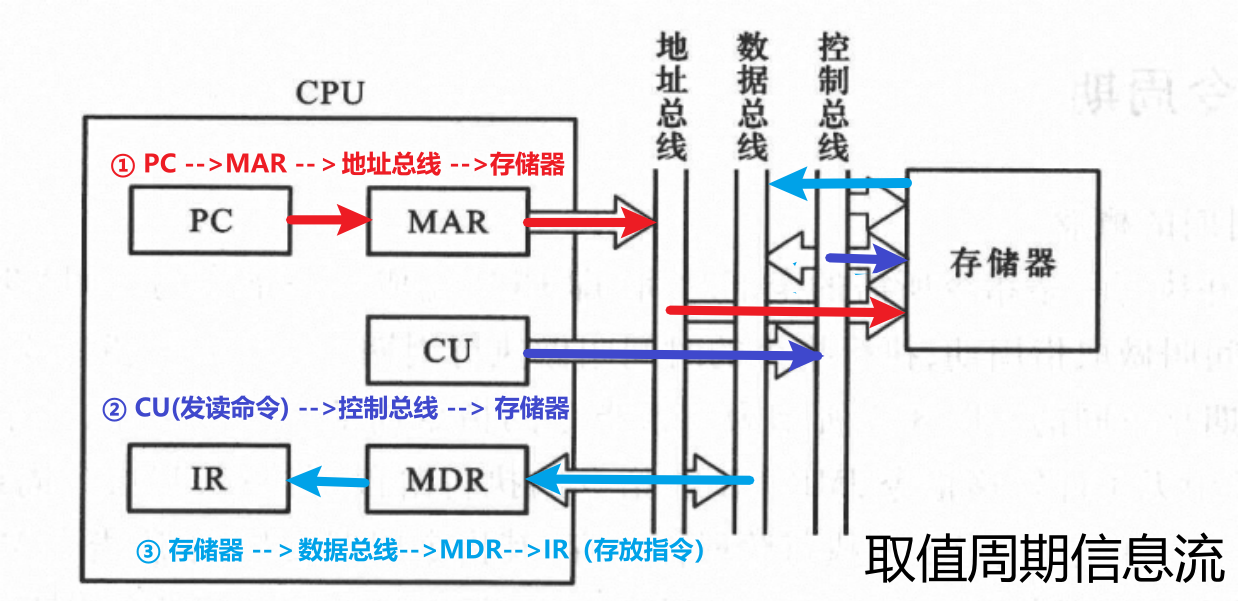 地址总线
数据总线
控制总线
CPU
① PC -->MAR --> 地址总线 -->存储器
PC
MAR
存储器
CU
② CU(发读命令) -->控制总线 --> 存储器
IR
MDR
③ 存储器 --> 数据总线-->MDR-->IR (存放指令)
取值周期信息流